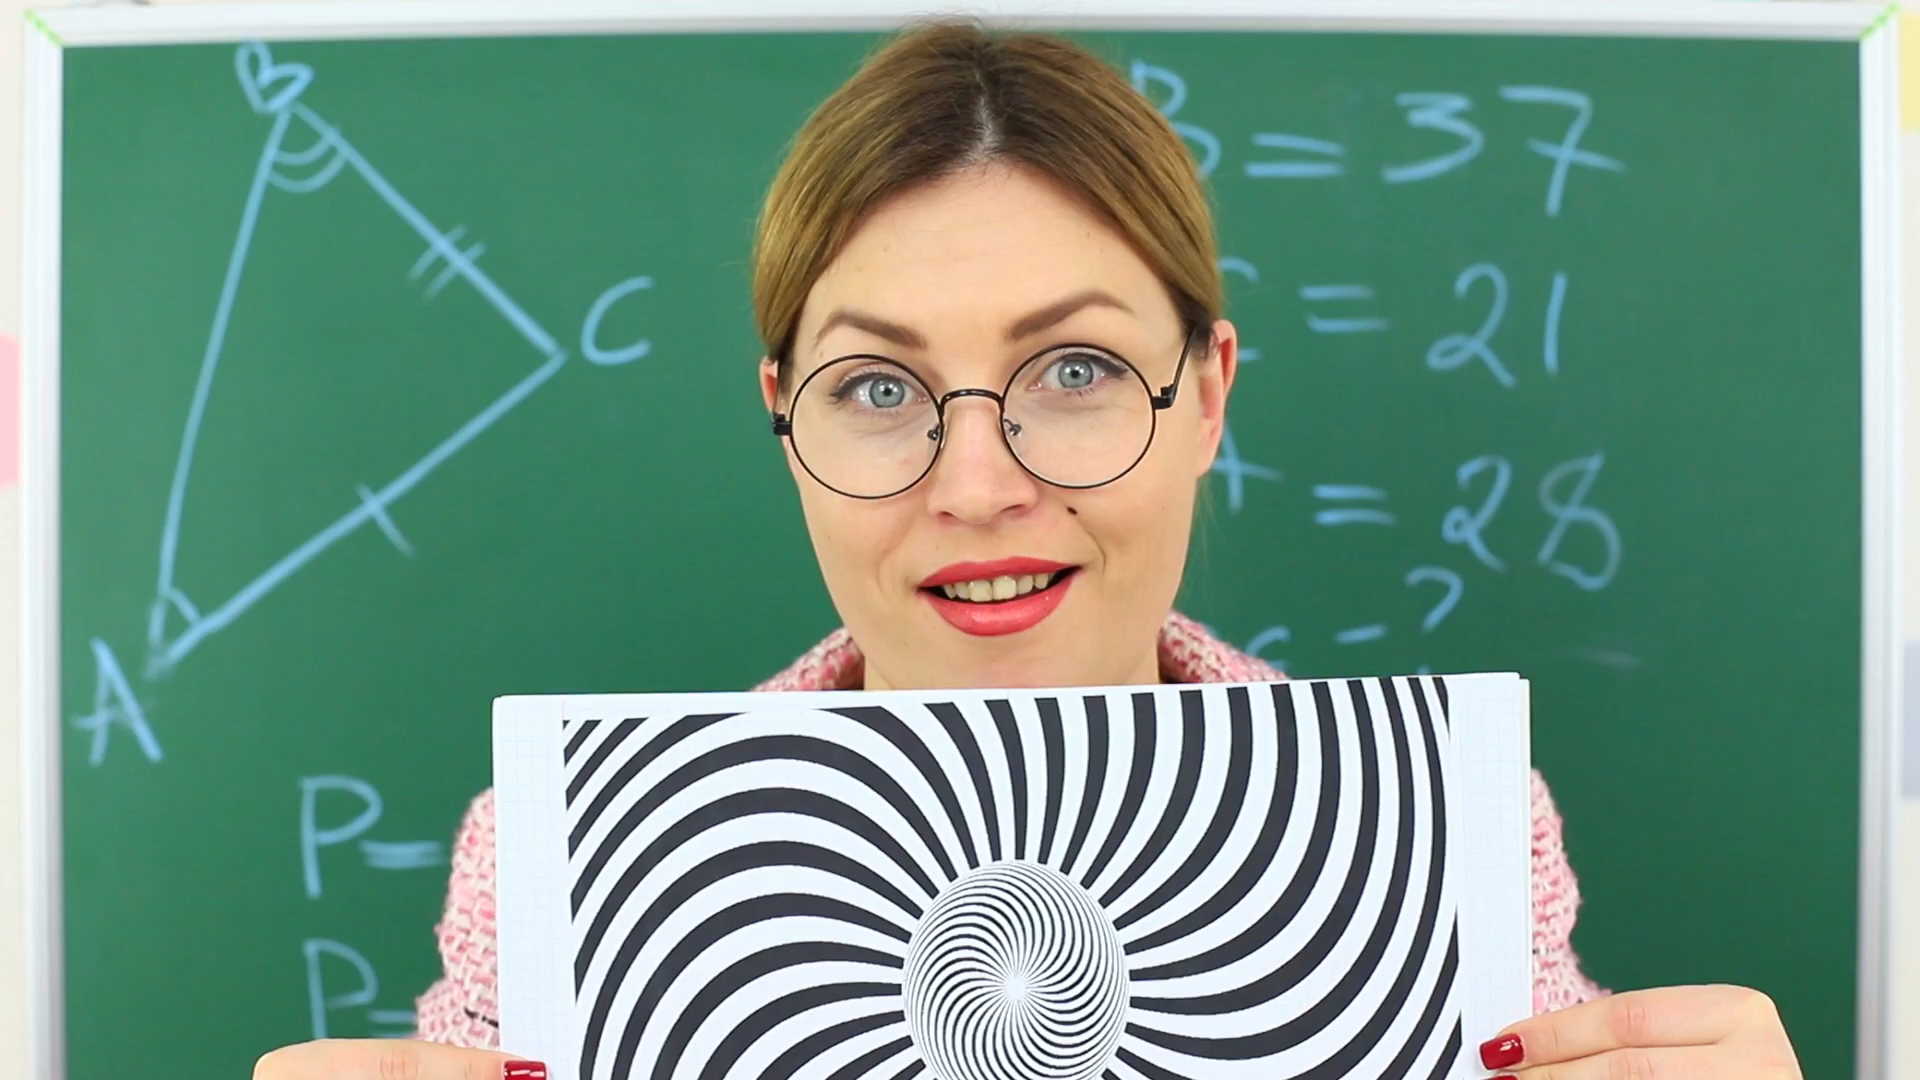 B
C
A
B = 37
C = 21
A = 28
C - ?
P =
P =